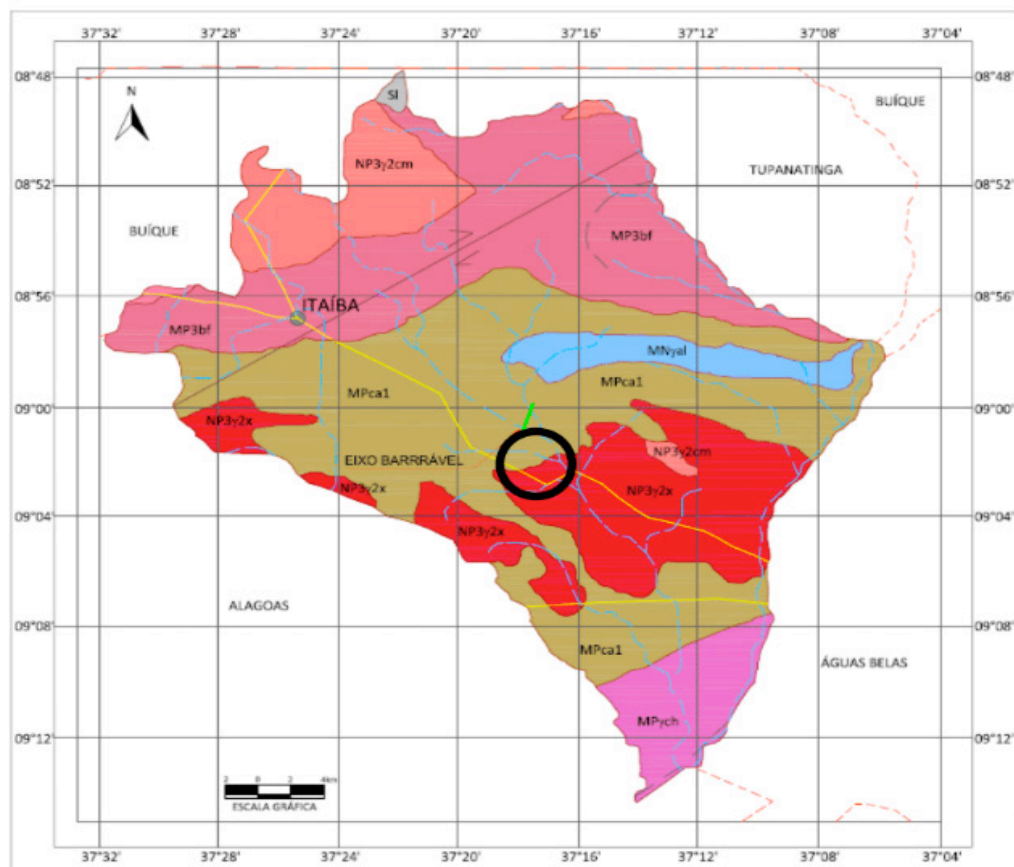 37°32' 37°28' 37°24' 37°20' 37°16' 37°12' 37°08' 37°04'
08°48' 08°48'
SI
N
BUÍQUE
NP3γ2cm
TUPANATINGA
08°52' 08°52'
BUÍQUE
MP3bf
08°56' 08°56'
ITAÍBA
MP3bf
MNγal
MPca1
MPca1
09°00' 09°00'
NP3γ2x
NP3γ2cm
EIXO BARRRÁVEL
NP3γ2x
NP3γ2x
09°04' 09°04'
NP3γ2x
ALAGOAS
09°08' 09°08'
MPca1
ÁGUAS BELAS
MPγch
09°12' 09°12'
2 0 2 4km
ESCALA GRÁFICA
37°32' 37°28' 37°24' 37°20' 37°16' 37°12' 37°08' 37°04'